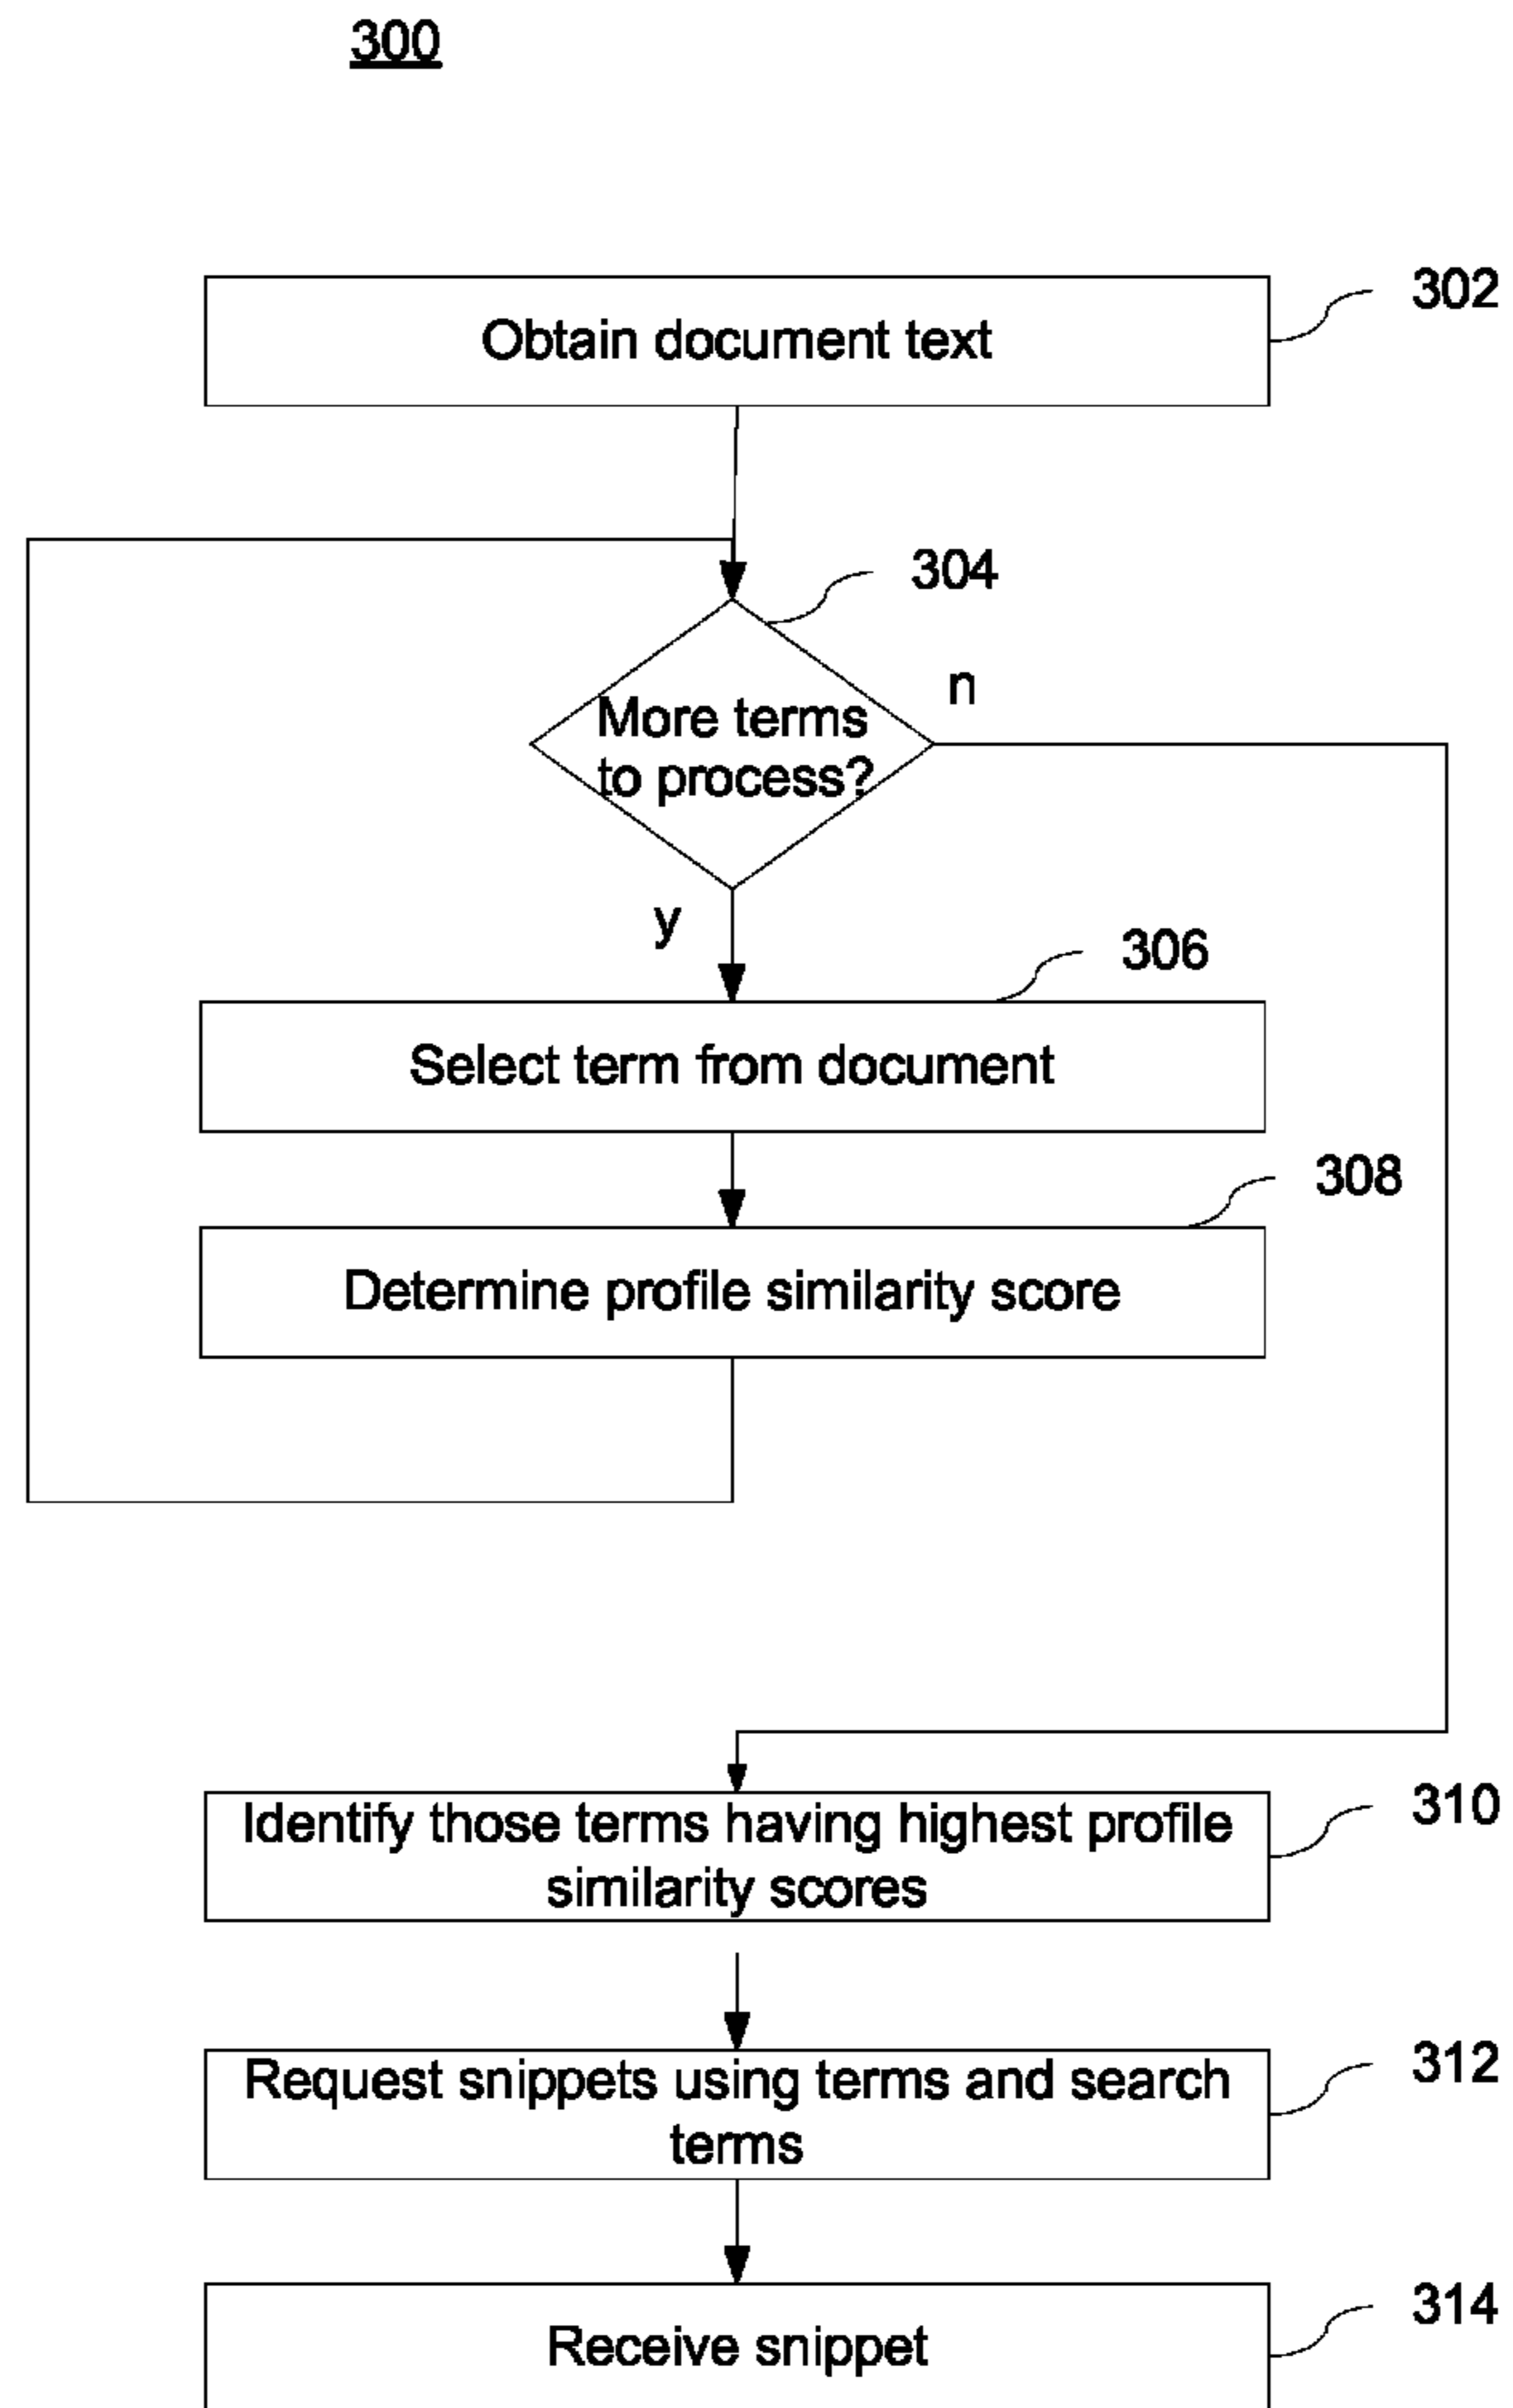 300
Obtain document text
302
304
n
More terms
to process?
y
306
Select term from document
308
Determine profile similarity score
310
Identify those terms having highest profile
similarity scores
312
Request snippets using terms and search
terms
314
Receive snippet